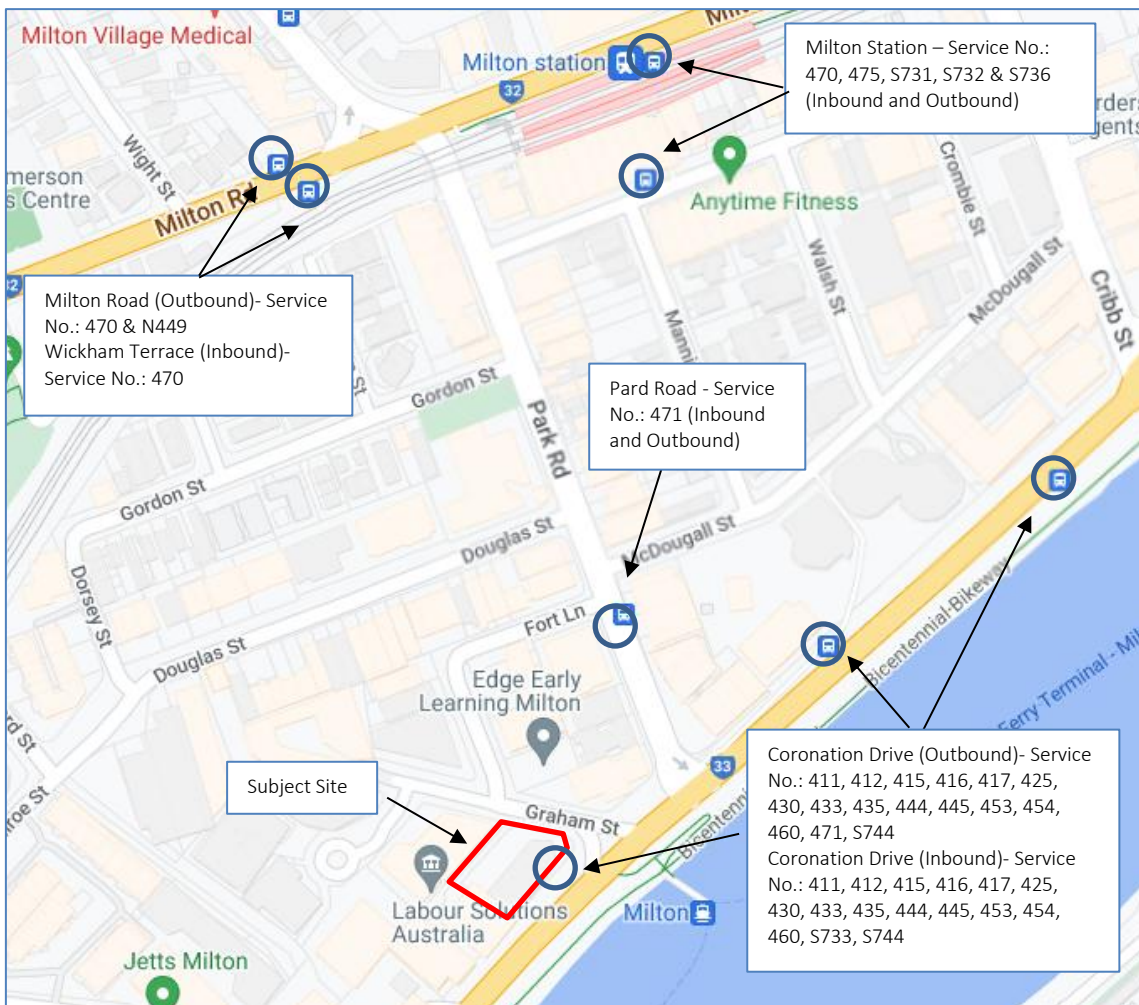 Milton Village Medical
Milton station
32
Milton Station – Service No.:
470, 475, S731, S732 & S736
(Inbound and Outbound)
Wight St
Milton Rd
Anytime Fitness
Crombie St
32
Milton Road (Outbound)- Service
No.: 470 & N449
Wickham Terrace (Inbound)-
Service No.: 470
Walsh St
McDougall St
Cribb St
Gordon St
Park Rd
Pard Road - Service
No.: 471 (Inbound
and Outbound)
Gordon St
Douglas St
McDougall St
Dorsey St
Fort Ln
Douglas St
Bicentennial-Bikeway
Edge Early
Learning Milton
Ferry Terminal - Mil
33
Subject Site
Graham St
Coronation Drive (Outbound)- Service
No.: 411, 412, 415, 416, 417, 425,
430, 433, 435, 444, 445, 453, 454,
460, 471, S744
Coronation Drive (Inbound)- Service
No.: 411, 412, 415, 416, 417, 425,
430, 433, 435, 444, 445, 453, 454,
460, S733, S744
Labour Solutions
Australia
Milton
Jetts Milton